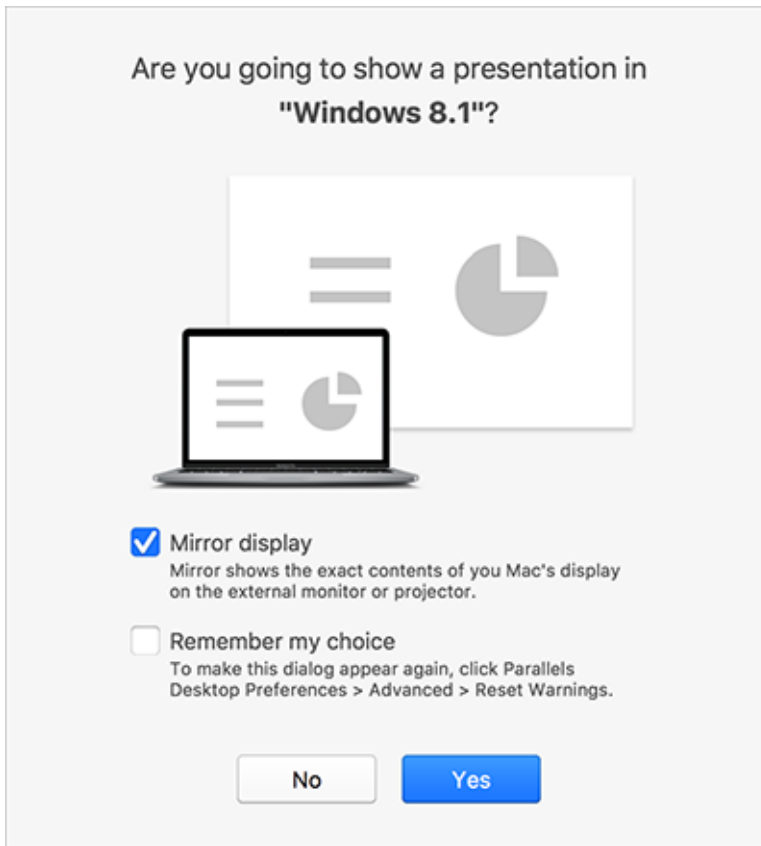 Are you going to show a presentation in
"Windows 8.1"?
Mirror display
Mirror shows the exact contents of you Mac's display
on the external monitor or projector.
Remember my choice
To make this dialog appear again, click Parallels
Desktop Preferences > Advanced > Reset Warnings.
No
Yes